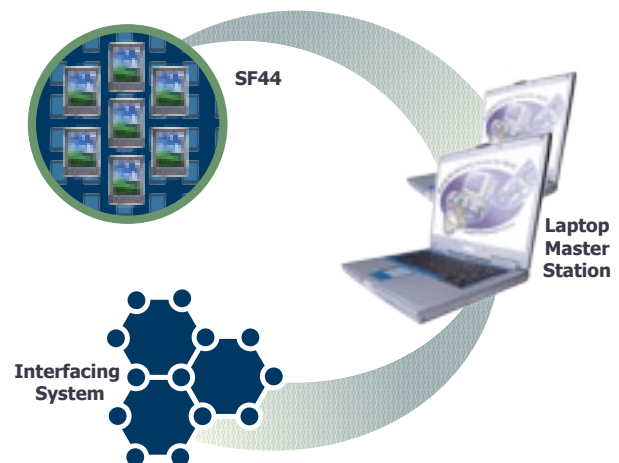 SF44
Laptop
Master
Station
Interfacing
System